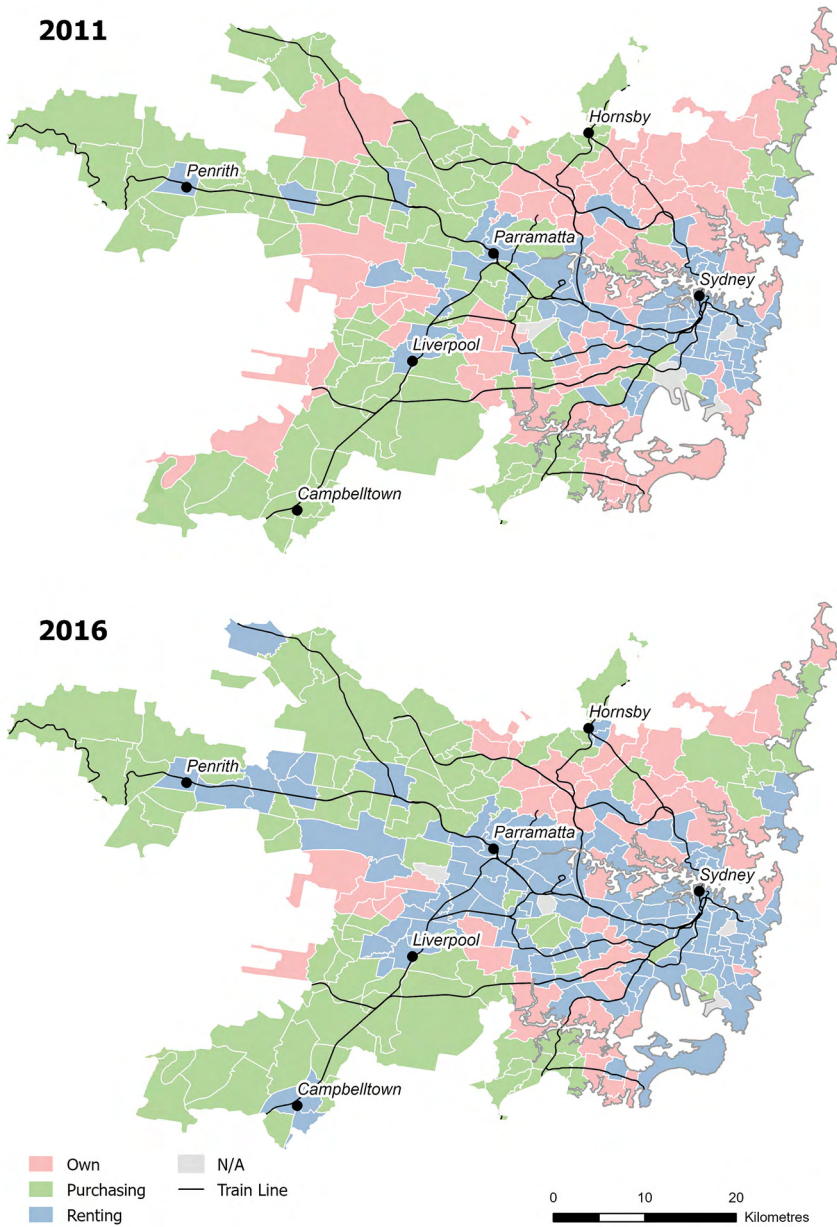 2011
Hornsby
Penrith
Parramatta
Sydney
Liverpool
Campbelltown
2016
Hornsby
Penrith
Parramatta
Sydney
Liverpool
Campbelltown
Own
N/A
Purchasing
Train Line
Renting
0 10 20
Kilometres